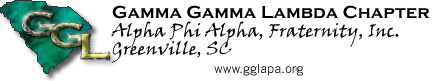 GGL
Gamma Gamma Lambda Chapter
Alpha Phi Alpha, Fraternity, Inc.
Greenville, SC
www.gglapa.org